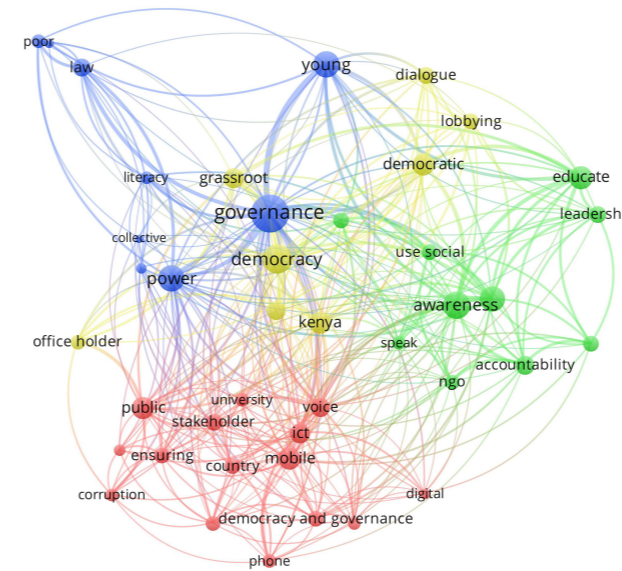 poor
young
law
dialogue
lobbying
democratic
literacy
grassroot
educate
governance
leadersh
collective
use social
democracy
power
awareness
kenya
office holder
speak
accountability
ngo
university
public
voice
stakeholder
ict
ensuring
country
mobile
corruption
digital
democracy and governance
phone